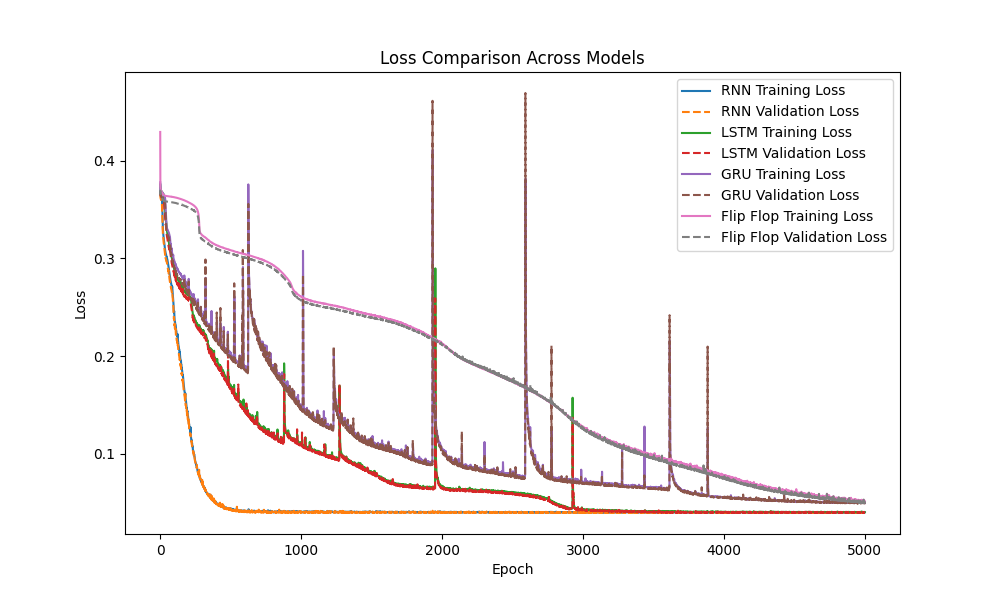 Loss Comparison Across Models
RNN Training Loss
RNN Validation Loss
LSTM Training Loss
LSTM Validation Loss
GRU Training Loss
GRU Validation Loss
Flip Flop Training Loss
Flip Flop Validation Loss
Loss
0.4
0.3
0.2
0.1
0 1000 2000 3000 4000 5000
Epoch